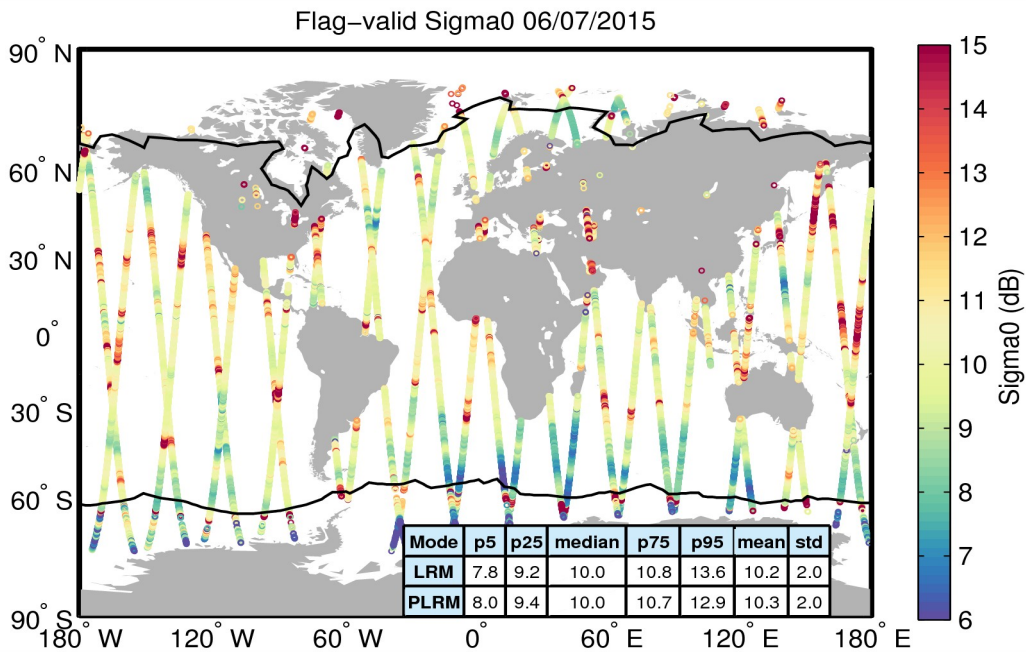 Flag−valid Sigma0 06/07/2015
90° N
60° N
30° N
0°
30° S
60° S
90° S
180° W
120° W
60° W
0°
60° E
120° E
180° E
Mode p5 p25 median p75 p95 mean std
LRM 7.8 9.2 10.0 10.8 13.6 10.2 2.0
PLRM 8.0 9.4 10.0 10.7 12.9 10.3 2.0
15
14
13
12
11
10
9
8
7
6
Sigma0 (dB)